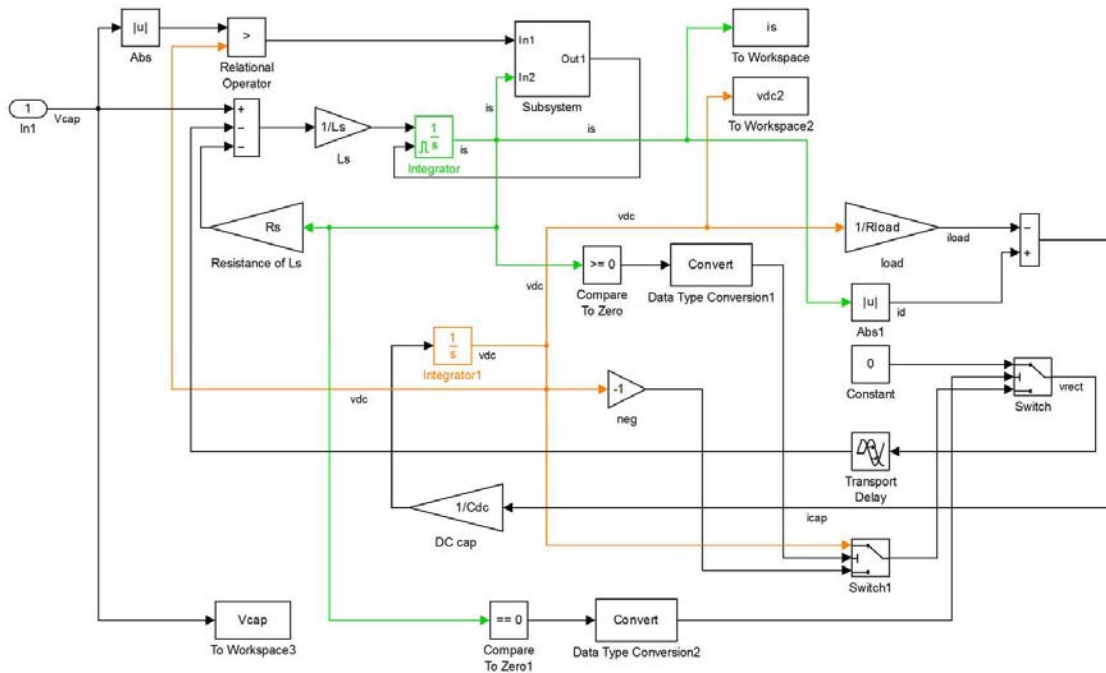 |u|
Abs
>
Relational
Operator
In1
In2
Out1
Subsystem
is
To Workspace
vdc2
To Workspace2
1
In1
Vcap
+
−
−
1/Ls
Ls
1
s
Integrator
is
is
is
Rs
Resistance of Ls
vdc
1/Rload
load
iload
−
+
>= 0
Compare
To Zero
Convert
Data Type Conversion1
vdc
|u|
Abs1
id
1
s
Integrator1
vdc
vdc
-1
neg
0
Constant
Switch
vrect
Transport
Delay
1/Cdc
DC cap
icap
Switch1
Vcap
To Workspace3
== 0
Compare
To Zero1
Convert
Data Type Conversion2